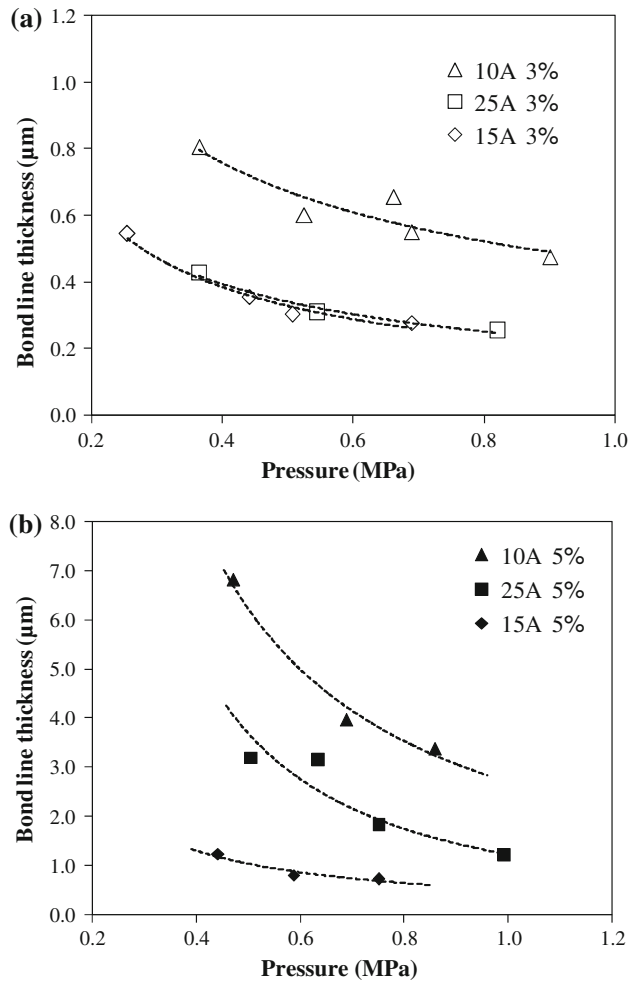 (a)
1.2
1.0
0.8
0.6
0.4
0.2
0.0
Bond line thickness (µm)
10A 3%
25A 3%
15A 3%
0.2 0.4 0.6 0.8 1.0
Pressure (MPa)
(b)
8.0
7.0
6.0
5.0
4.0
3.0
2.0
1.0
0.0
Bond line thickness (µm)
10A 5%
25A 5%
15A 5%
0.2 0.4 0.6 0.8 1.0 1.2
Pressure (MPa)